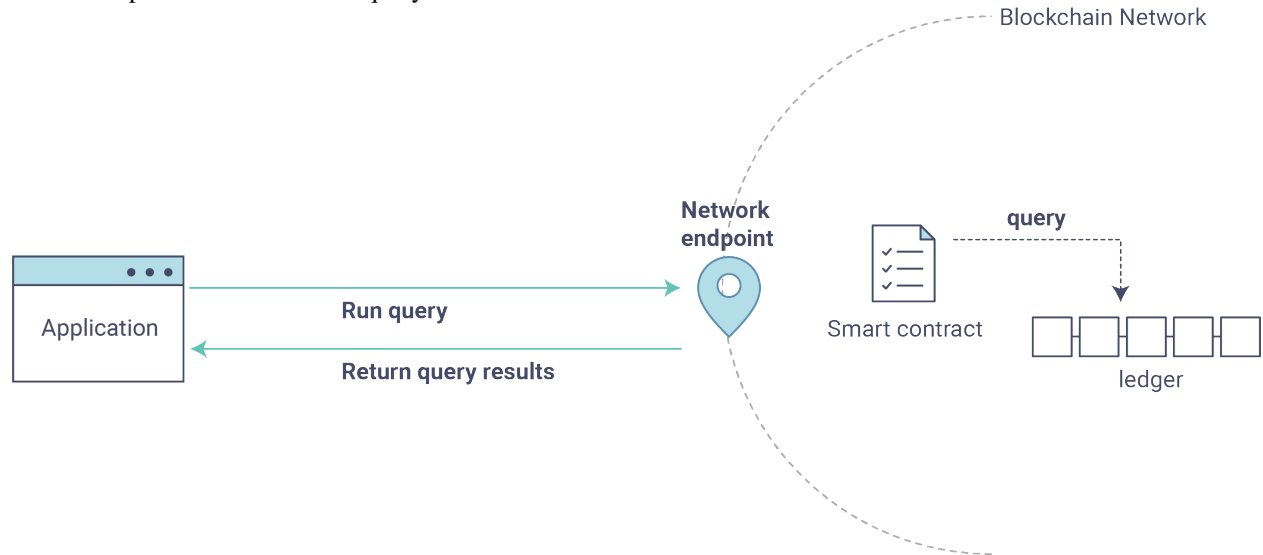 Blockchain Network
Network
endpoint
query
Run query
Application
Smart contract
Return query results
ledger